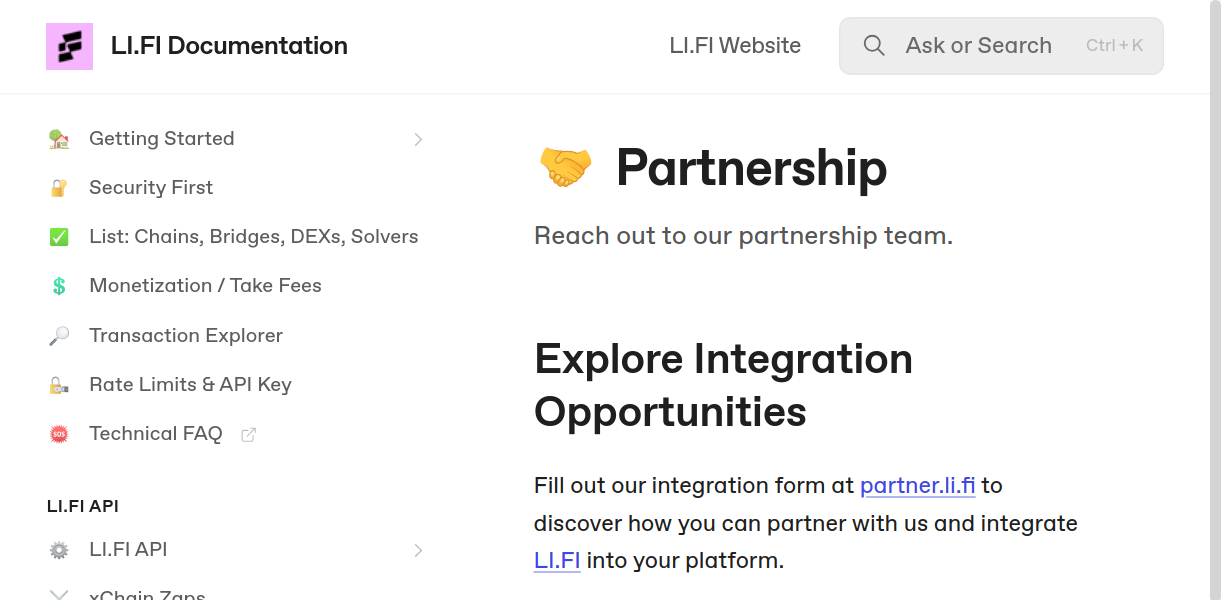 LI.FI Documentation
LI.FI Website
Ask or Search
Ctrl + K
Getting Started
Security First
List: Chains, Bridges, DEXs, Solvers
Monetization / Take Fees
Transaction Explorer
Rate Limits & API Key
Technical FAQ
LI.FI API
LI.FI API
xChain Zaps
Partnership
Reach out to our partnership team.
Explore Integration
Opportunities
Fill out our integration form at partner.li.fi to
discover how you can partner with us and integrate
LI.FI into your platform.